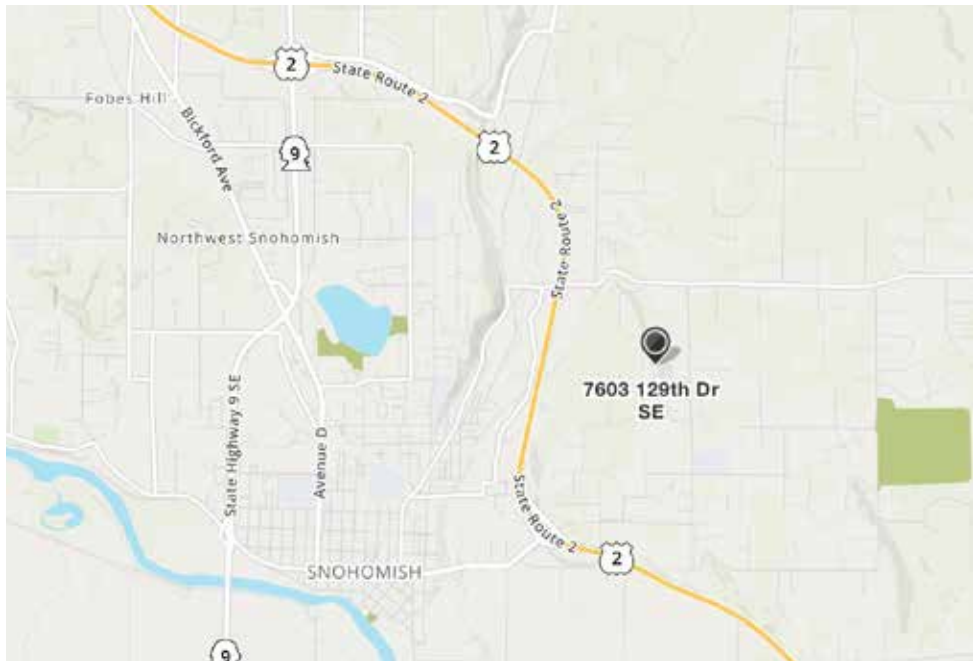 2
State Route 2
Fobes Hill
Bickford Ave
9
2
State Route 2
Northwest Snohomish
7603 129th Dr
SE
State Highway 9 SE
Avenue D
State Route 2
2
SNOHOMISH
9